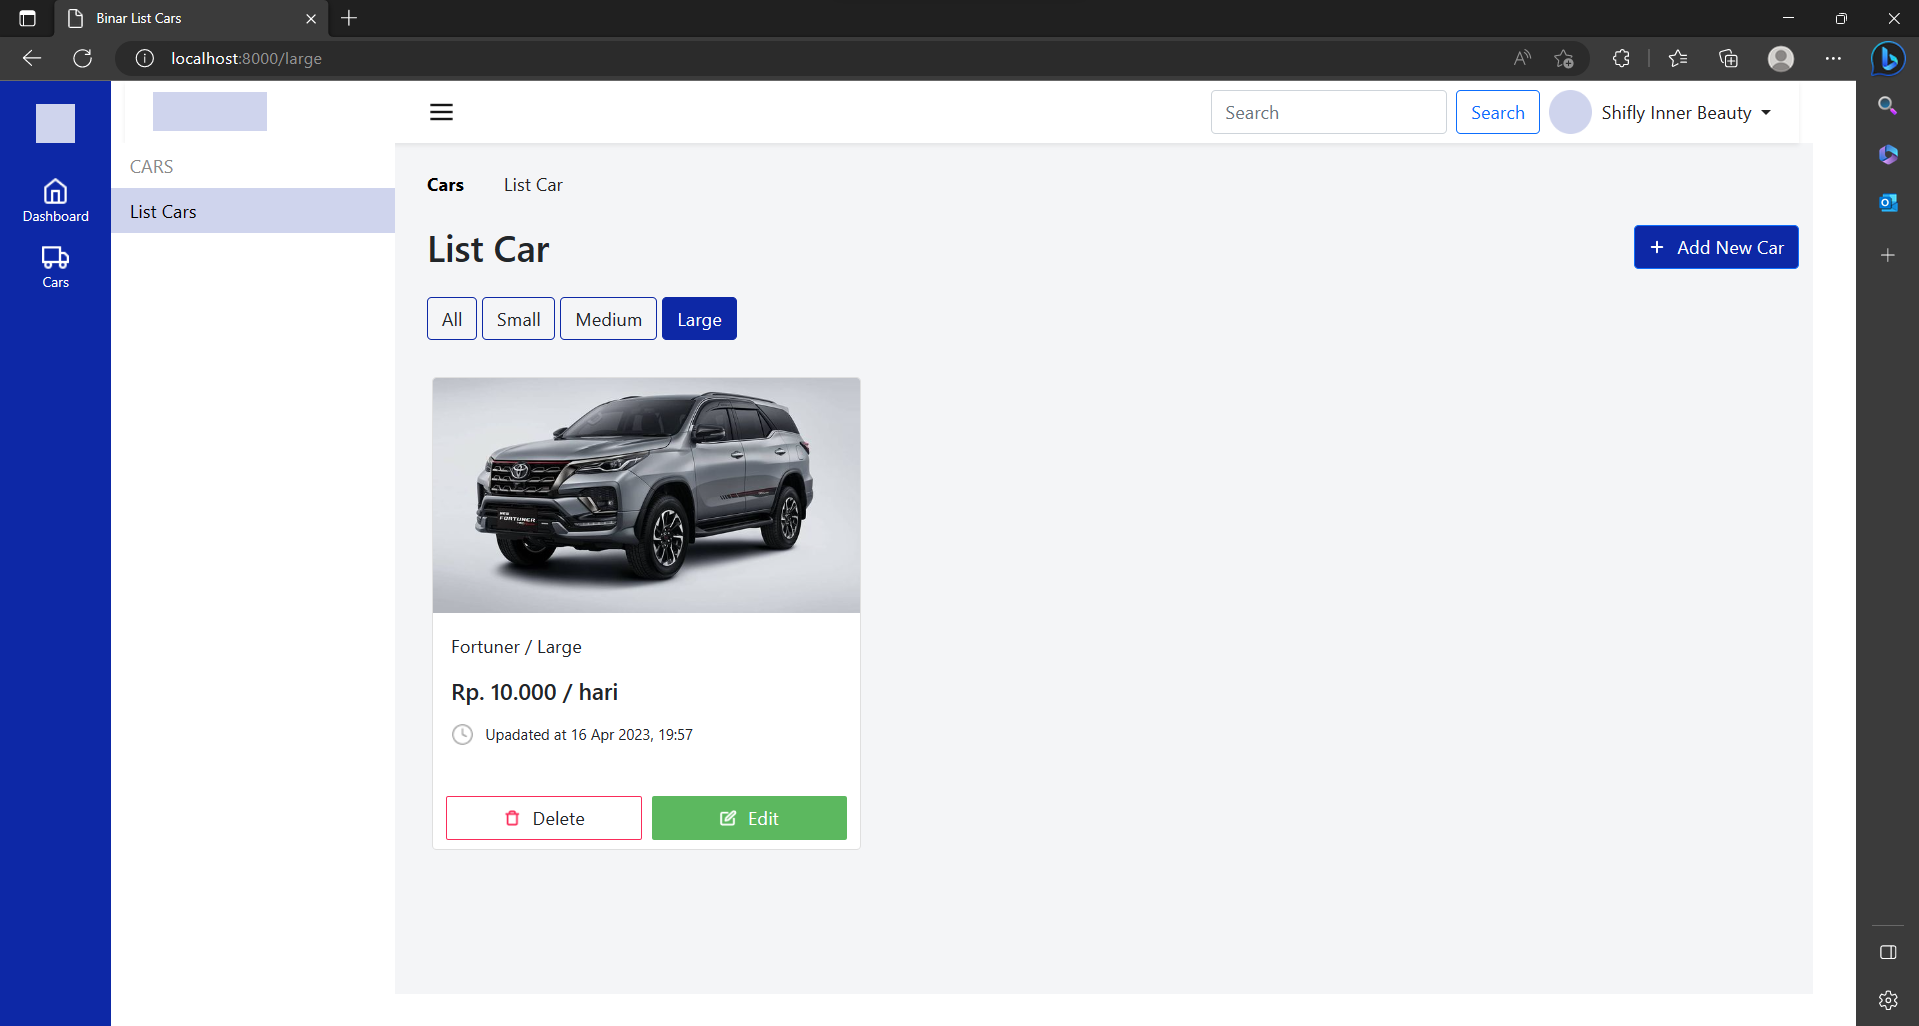 Binar List Cars
localhost:8000/large
Search
Search
Shifly Inner Beauty
Dashboard
Cars
CARS
List Cars
Cars
List Car
List Car
Add New Car
All
Small
Medium
Large
FORTUNER
Fortuner / Large
Rp. 10.000 / hari
Upadated at 16 Apr 2023, 19:57
Delete
Edit